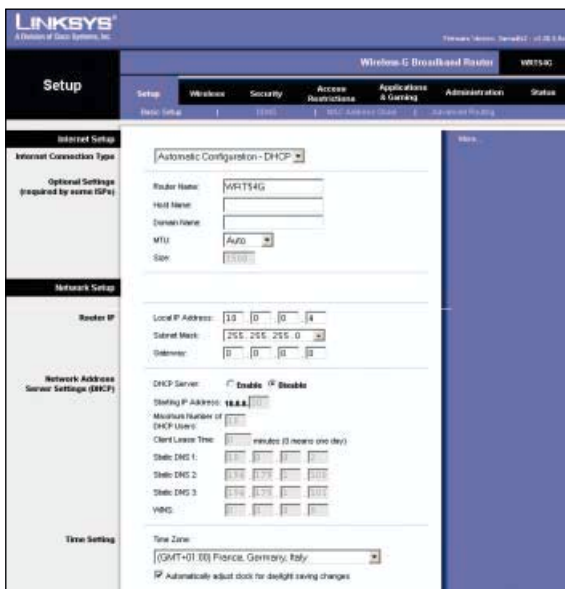 LINKSYS®
A Division of Cisco Systems, Inc.
Wireless-G Broadband Router WRT54G
Setup
Setup Wireless Security Access Restrictions Applications & Gaming Administration Status
Basic Setup | DDNS | MAC Address Clone | Advanced Routing
Internet Setup
Internet Connection Type
Automatic Configuration - DHCP
Optional Settings
(required by some ISPs)
Router Name: WRT54G
Host Name:
Domain Name:
MTU: Auto
Size: 1500
Network Setup
Router IP
Local IP Address: 10 . 0 . 0 . 4
Subnet Mask: 255.255.255.0
Gateway: 0 . 0 . 0 . 0
Network Address
Server Settings (DHCP)
DHCP Server: Enable Disable
Starting IP Address: 10.0.0.
Maximum Number of
DHCP Users:
Client Lease Time: 0 minutes (0 means one day)
Static DNS 1:
Static DNS 2:
Static DNS 3:
WINS:
Time Setting
Time Zone:
(GMT+01:00) France, Germany, Italy
Automatically adjust clock for daylight saving changes
More...